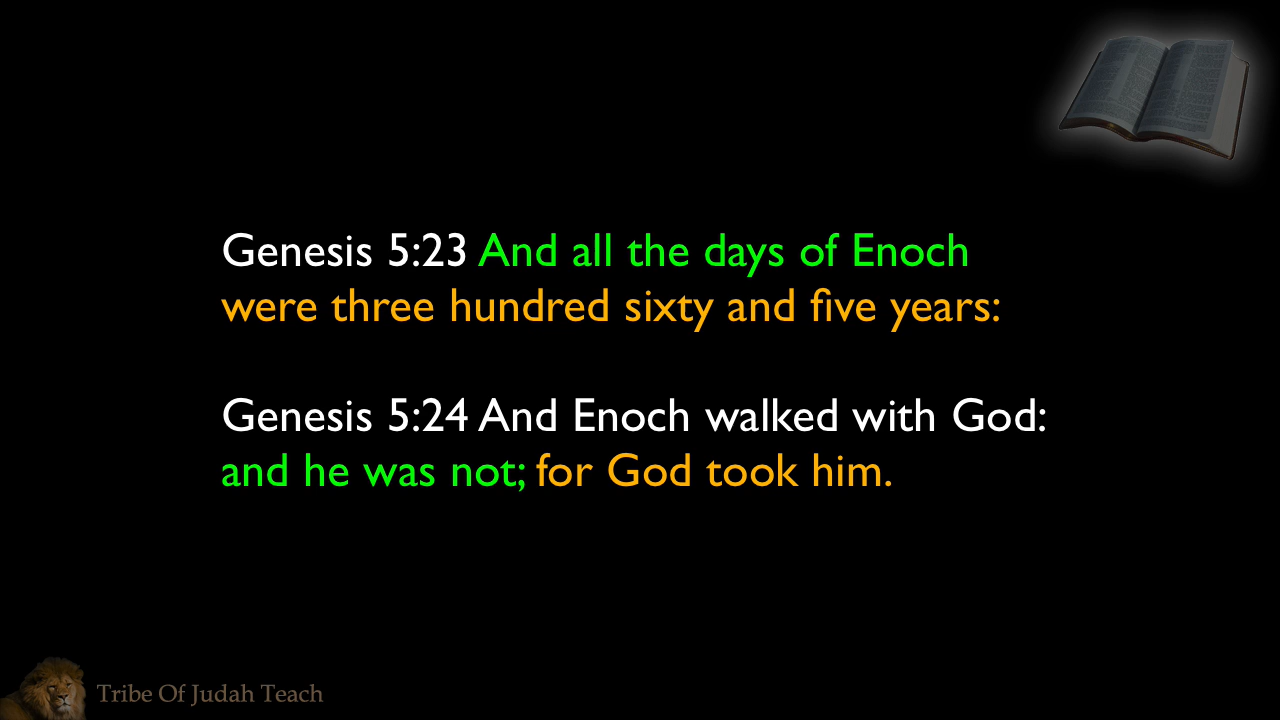 Genesis 5:23 And all the days of Enoch
were three hundred sixty and five years:
Genesis 5:24 And Enoch walked with God:
and he was not; for God took him.
Tribe Of Judah Teach